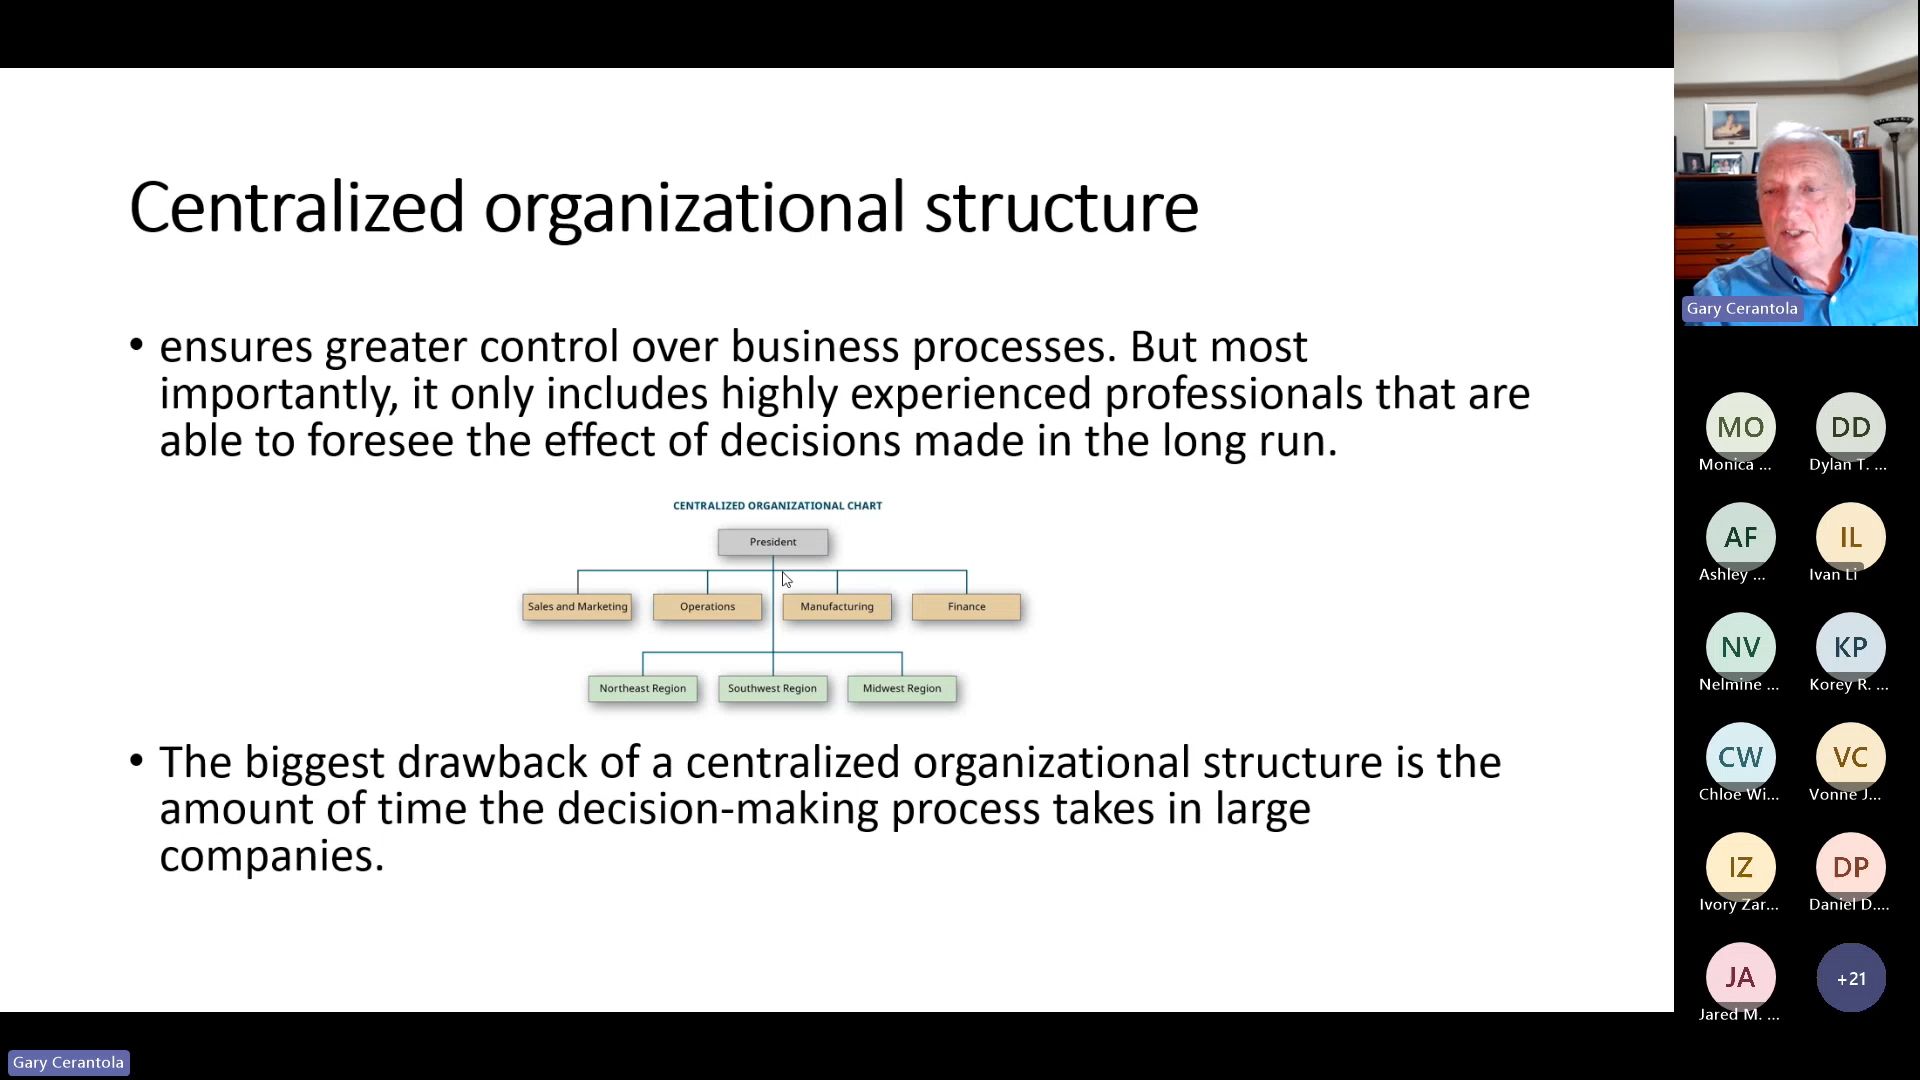 Centralized organizational structure
• ensures greater control over business processes. But most
importantly, it only includes highly experienced professionals that are
able to foresee the effect of decisions made in the long run.
CENTRALIZED ORGANIZATIONAL CHART
President
Sales and Marketing
Operations
Manufacturing
Finance
Northeast Region
Southwest Region
Midwest Region
• The biggest drawback of a centralized organizational structure is the
amount of time the decision-making process takes in large
companies.
Gary Cerantola
Gary Cerantola
MO
Monica ...
DD
Dylan T. ...
AF
Ashley ...
IL
Ivan Li
NV
Nelmine ...
KP
Korey R. ...
CW
Chloe Wi...
VC
Vonne J...
IZ
Ivory Zar...
DP
Daniel D....
JA
Jared M. ...
+21